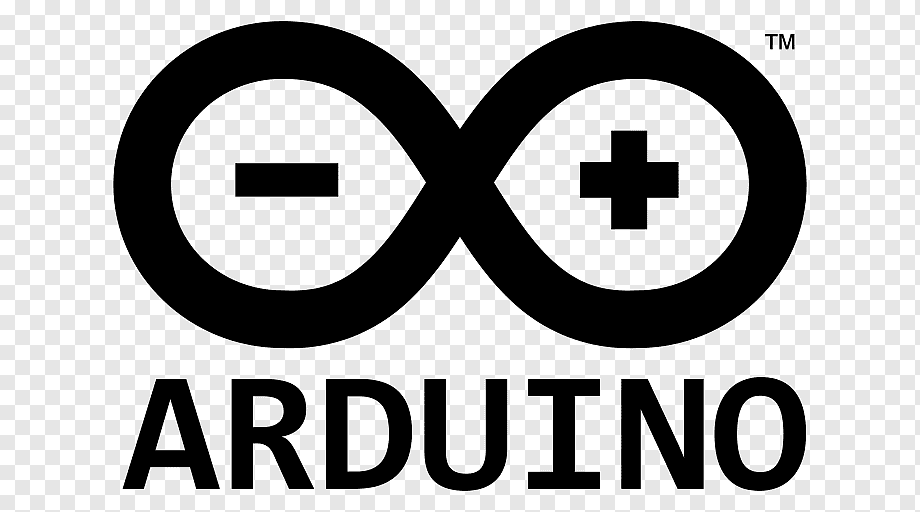 TM
− +
ARDUINO